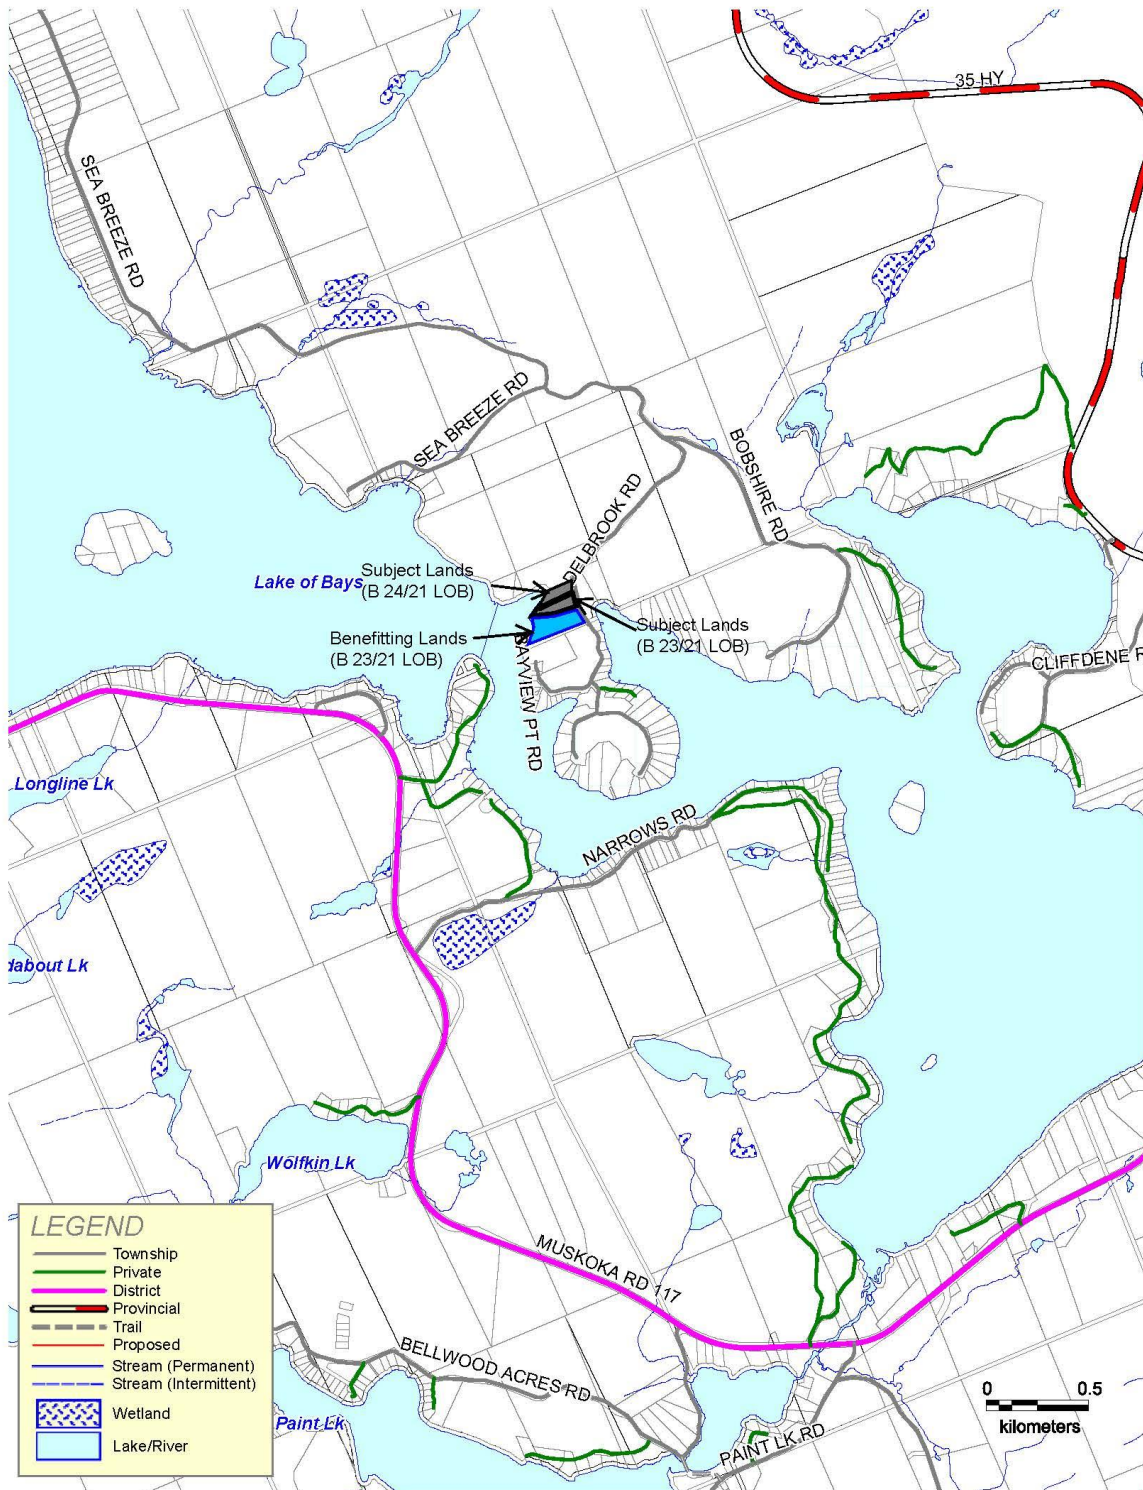 35 HY
SEA BREEZE RD
SEA BREEZE RD
BOBSHIRE RD
DELBROOK RD
Lake of Bays
Subject Lands
(B 24/21 LOB)
Subject Lands
(B 23/21 LOB)
Benefitting Lands
(B 23/21 LOB)
BAYVIEW PT RD
CLIFFDENE R
Longline Lk
NARROWS RD
dabout Lk
Wolfkin Lk
MUSKOKA RD 117
BELLWOOD ACRES RD
Paint Lk
PAINT LK RD
LEGEND
Township
Private
District
Provincial
Trail
Proposed
Stream (Permanent)
Stream (Intermittent)
Wetland
Lake/River
0 0.5
kilometers